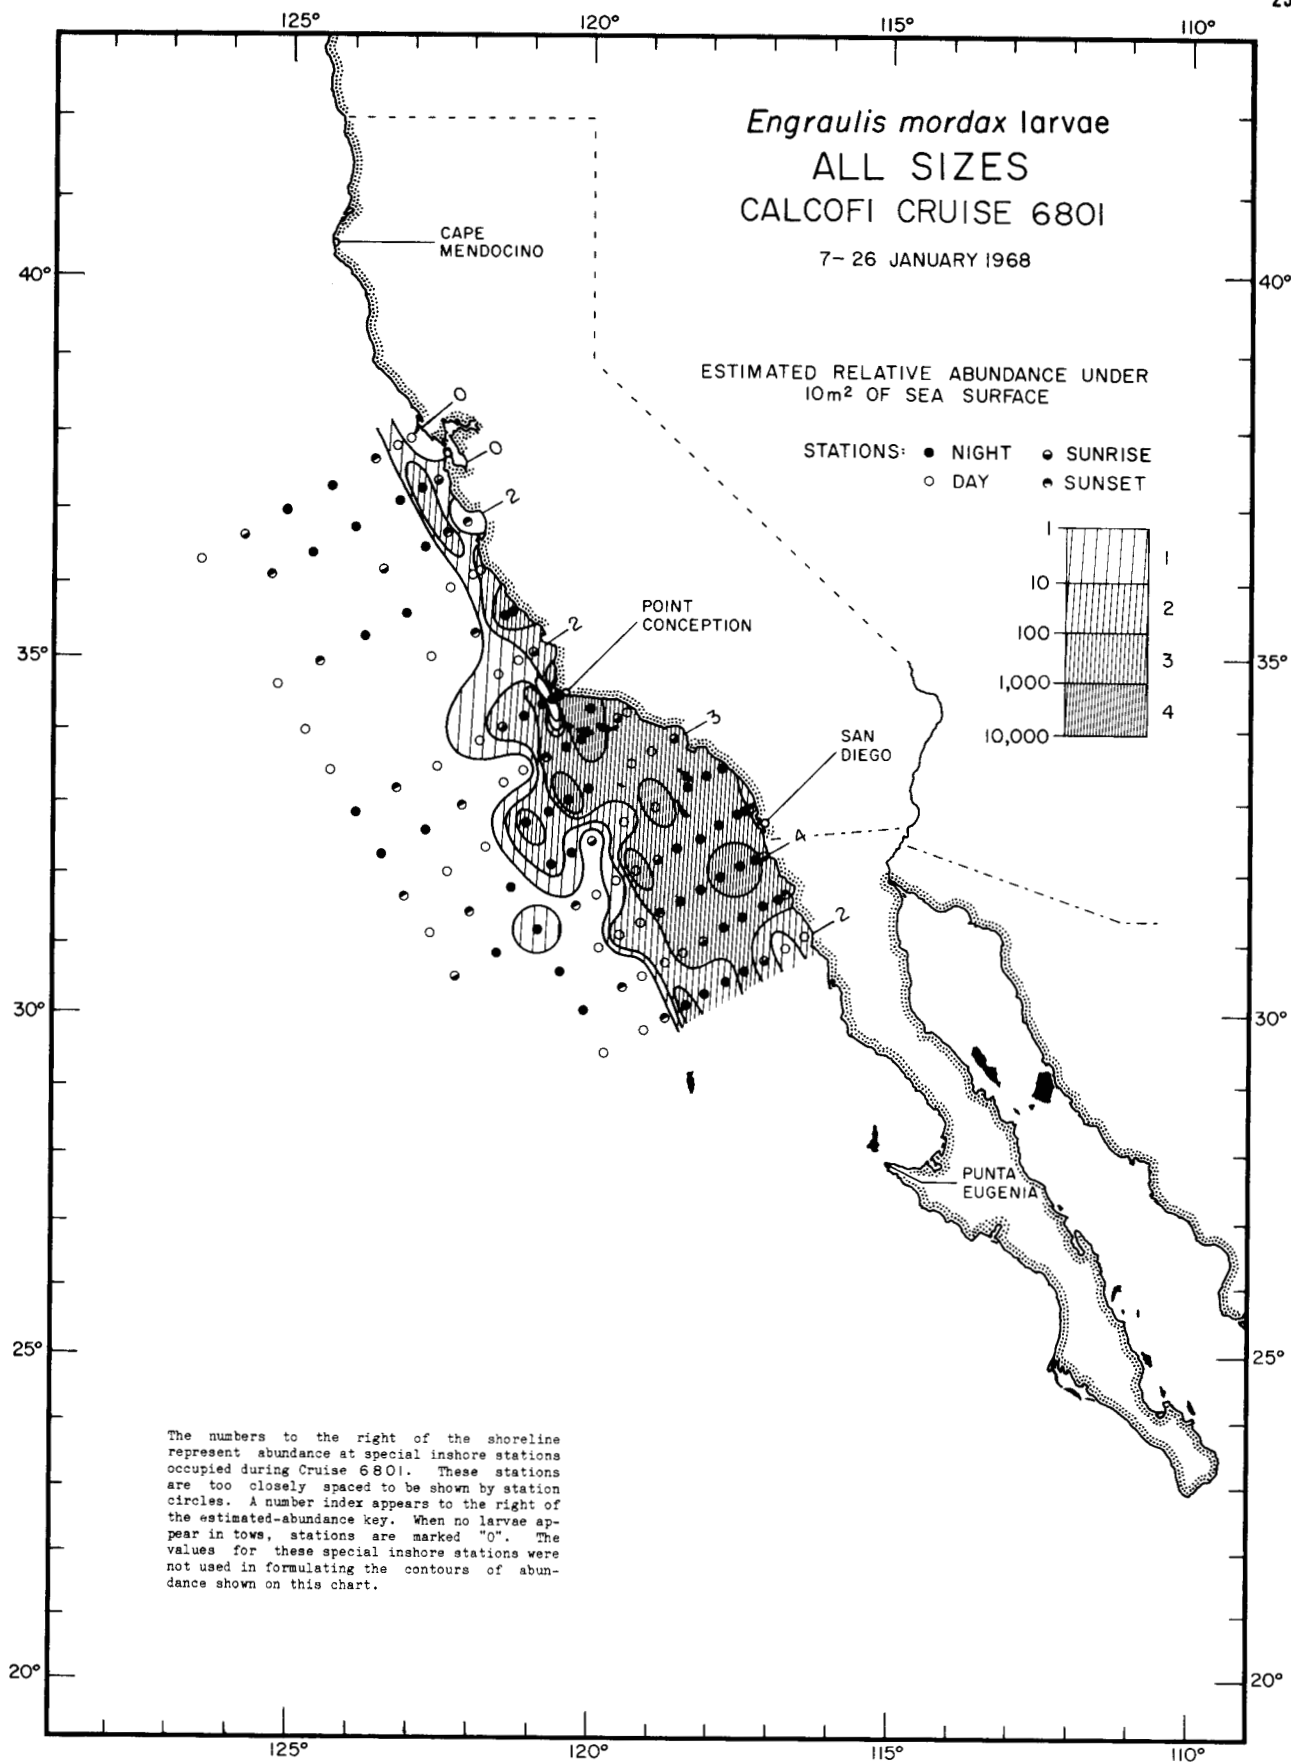 125°
120°
115°
110°
Engraulis mordax larvae
ALL SIZES
CALCOFI CRUISE 6801
7-26 JANUARY 1968
CAPE
MENDOCINO
40°
40°
ESTIMATED RELATIVE ABUNDANCE UNDER
10m² OF SEA SURFACE
STATIONS: ● NIGHT SUNRISE
○ DAY SUNSET
0
0
2
1
10
100
1,000
10,000
1
2
3
4
POINT
CONCEPTION
2
35°
35°
3
SAN
DIEGO
4
2
30°
30°
PUNTA
EUGENIA
25°
25°
The numbers to the right of the shoreline
represent abundance at special inshore stations
occupied during Cruise 6801. These stations
are too closely spaced to be shown by station
circles. A number index appears to the right of
the estimated-abundance key. When no larvae ap-
pear in tows, stations are marked "0". The
values for these special inshore stations were
not used in formulating the contours of abun-
dance shown on this chart.
20°
20°
125°
120°
115°
110°